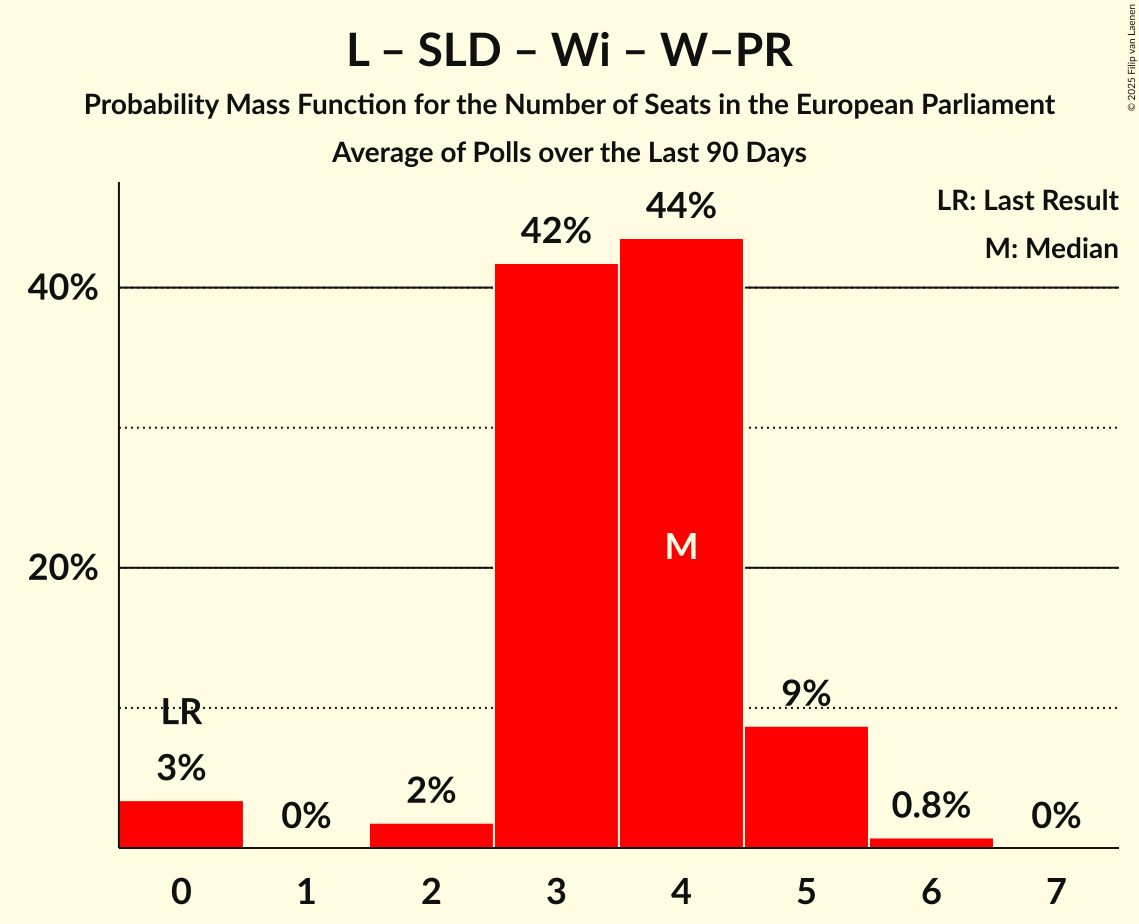 L – SLD – Wi – W–PR
Probability Mass Function for the Number of Seats in the European Parliament
Average of Polls over the Last 90 Days
© 2025 Filip van Laenen
LR: Last Result
M: Median
40%
20%
LR
3%
0%
2%
42%
44%
M
9%
0.8%
0%
0 1 2 3 4 5 6 7